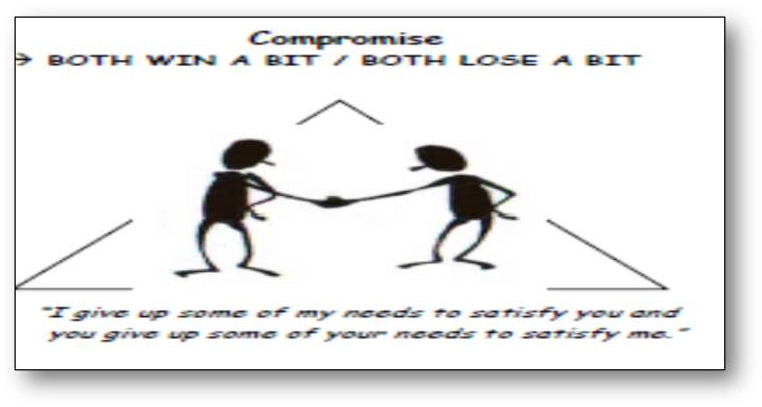 Compromise
→ BOTH WIN A BIT / BOTH LOSE A BIT
"I give up some of my needs to satisfy you and
you give up some of your needs to satisfy me."